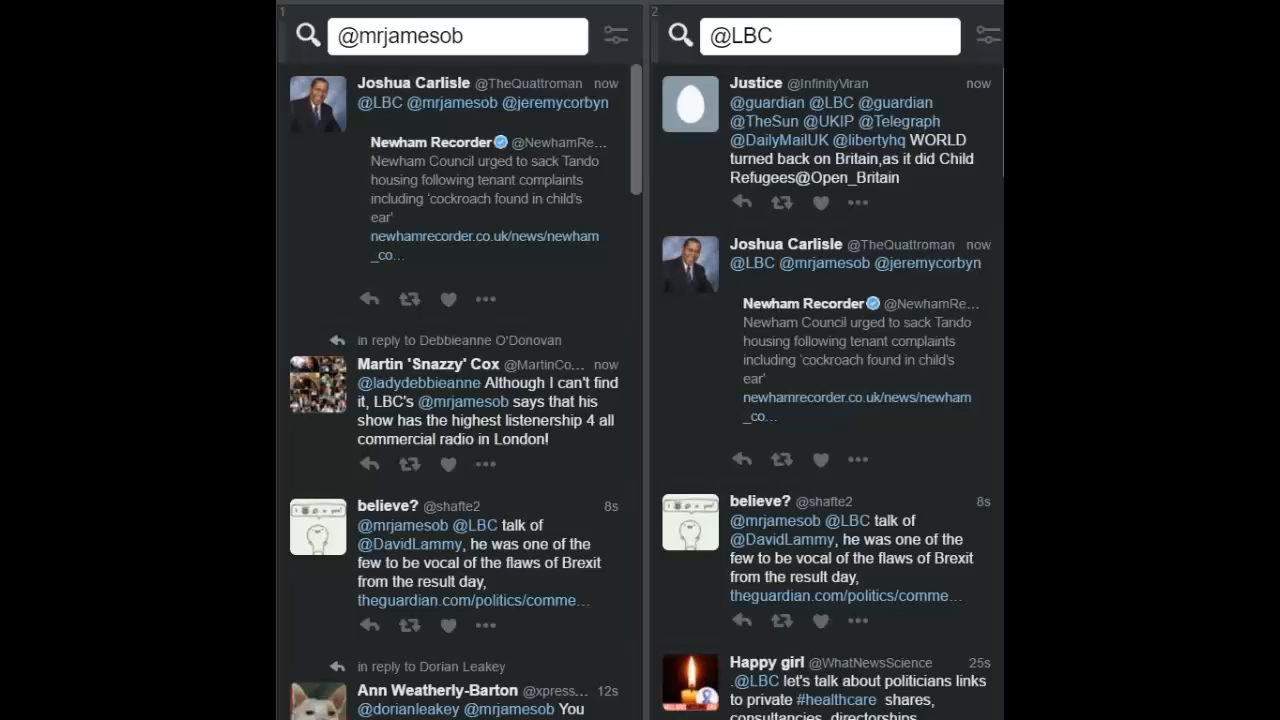 1
@mrjamesob
Joshua Carlisle @TheQuattroman now
@LBC @mrjamesob @jeremycorbyn
Newham Recorder @NewhamRe...
Newham Council urged to sack Tando
housing following tenant complaints
including 'cockroach found in child's
ear'
newhamrecorder.co.uk/news/newham
_co...
in reply to Debbieanne O'Donovan
Martin 'Snazzy' Cox @MartinCo... now
@ladydebbieanne Although I can't find
it, LBC's @mrjamesob says that his
show has the highest listenership 4 all
commercial radio in London!
believe? @shafte2 8s
@mrjamesob @LBC talk of
@DavidLammy, he was one of the
few to be vocal of the flaws of Brexit
from the result day,
theguardian.com/politics/comme...
in reply to Dorian Leakey
Ann Weatherly-Barton @xpress... 12s
@dorianleakey @mrjamesob You
2
@LBC
Justice @InfinityViran now
@guardian @LBC @guardian
@TheSun @UKIP @Telegraph
@DailyMailUK @libertyhq WORLD
turned back on Britain,as it did Child
Refugees@Open_Britain
Joshua Carlisle @TheQuattroman now
@LBC @mrjamesob @jeremycorbyn
Newham Recorder @NewhamRe...
Newham Council urged to sack Tando
housing following tenant complaints
including 'cockroach found in child's
ear'
newhamrecorder.co.uk/news/newham
_co...
believe? @shafte2 8s
@mrjamesob @LBC talk of
@DavidLammy, he was one of the
few to be vocal of the flaws of Brexit
from the result day,
theguardian.com/politics/comme...
Happy girl @WhatNewsScience 25s
.@LBC let's talk about politicians links
to private #healthcare shares,
consultancies, directorships